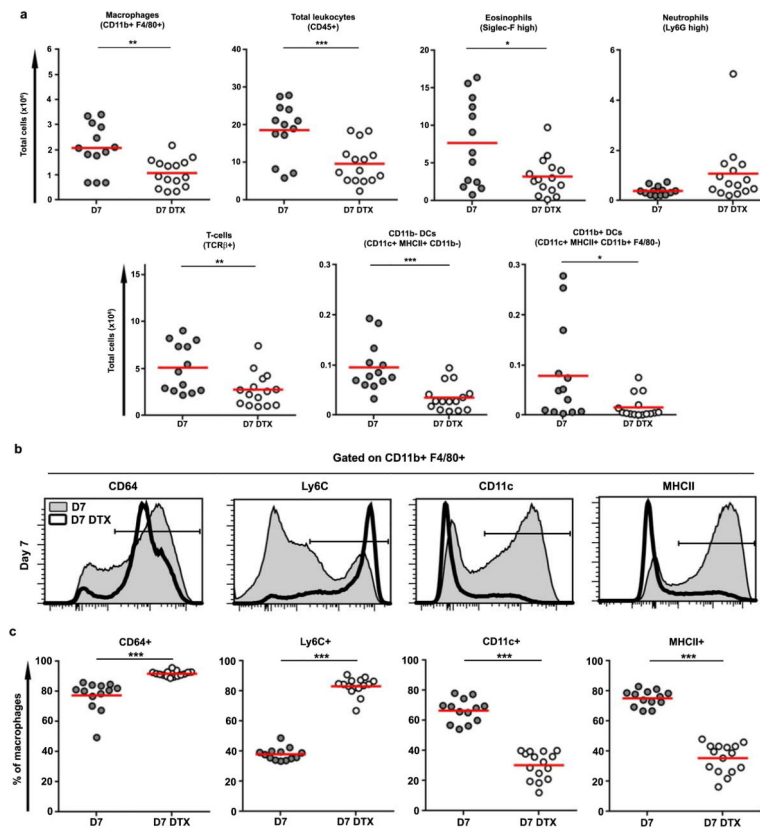 a
Macrophages
(CD11b+ F4/80+)
Total leukocytes
(CD45+)
Eosinophils
(Siglec-F high)
Neutrophils
(Ly6G high)
Total cells (x10⁶)
**
***
*
6
5
4
3
2
1
0
40
30
20
10
0
20
15
10
5
0
6
4
2
0
D7 D7 DTX
D7 D7 DTX
D7 D7 DTX
D7 D7 DTX
T-cells
(TCRβ+)
CD11b- DCs
(CD11c+ MHCII+ CD11b-)
CD11b+ DCs
(CD11c+ MHCII+ CD11b+ F4/80-)
**
***
*
15
10
5
0
0.3
0.2
0.1
0
0.3
0.2
0.1
0
D7 D7 DTX
D7 D7 DTX
D7 D7 DTX
b
Gated on CD11b+ F4/80+
CD64
Ly6C
CD11c
MHCII
D7
D7 DTX
Day 7
c
CD64+
Ly6C+
CD11c+
MHCII+
***
***
***
***
% of macrophages
100
80
60
40
20
0
100
80
60
40
20
0
100
80
60
40
20
0
100
80
60
40
20
0
D7 D7 DTX
D7 D7 DTX
D7 D7 DTX
D7 D7 DTX